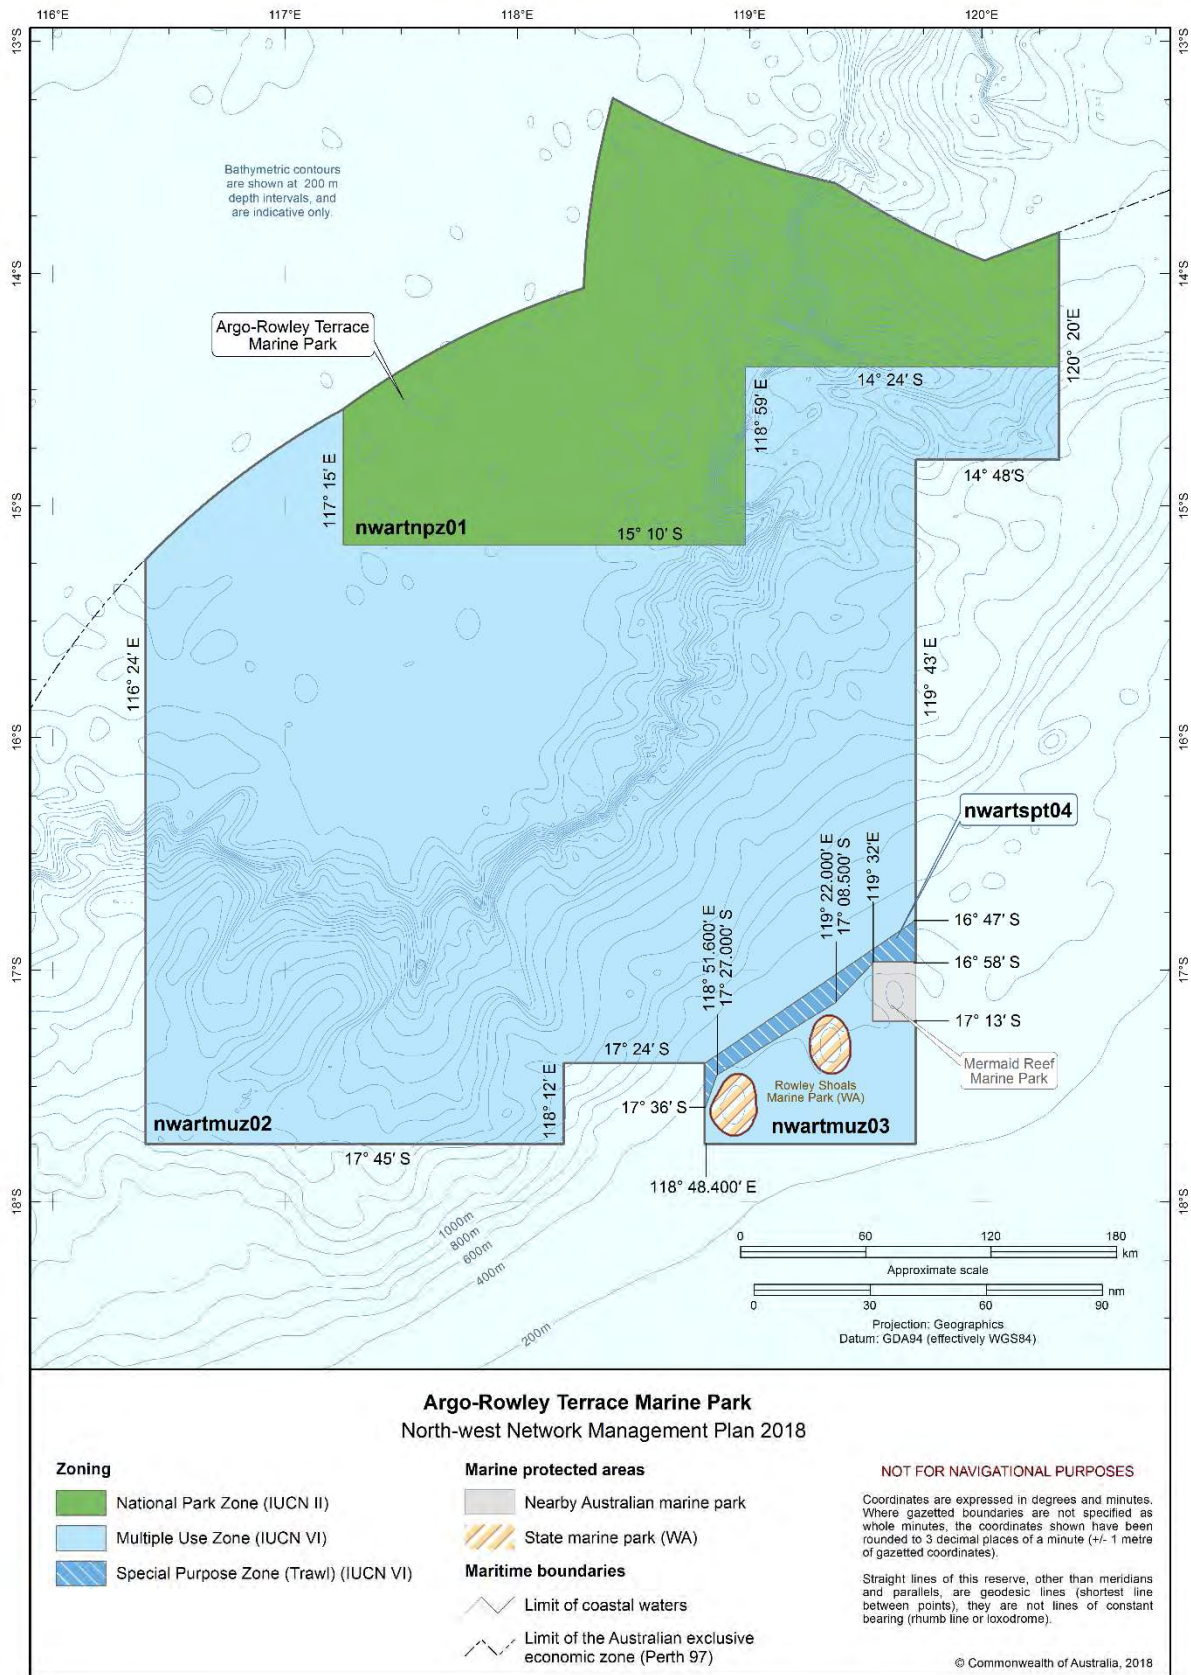 116°E
117°E
118°E
119°E
120°E
13°S
13°S
Bathymetric contours
are shown at 200 m
depth intervals, and
are indicative only.
14°S
14°S
Argo-Rowley Terrace
Marine Park
120° 20'E
118° 59' E
14° 24' S
117° 15' E
14° 48'S
15°S
15°S
nwartnpz01
15° 10' S
116° 24' E
119° 43' E
16°S
16°S
nwartspt04
119° 22.000' E
17° 08.500' S
119° 32'E
118° 51.600' E
17° 27.000' S
16° 47' S
16° 58' S
17°S
17°S
17° 13' S
17° 24' S
Mermaid Reef
Marine Park
118° 12' E
Rowley Shoals
Marine Park (WA)
17° 36' S
nwartmuz02
nwartmuz03
17° 45' S
118° 48.400' E
18°S
18°S
1000m
800m
600m
400m
200m
0 60 120 180
km
Approximate scale
nm
0 30 60 90
Projection: Geographics
Datum: GDA94 (effectively WGS84)
Argo-Rowley Terrace Marine Park
North-west Network Management Plan 2018
Zoning
National Park Zone (IUCN II)
Multiple Use Zone (IUCN VI)
Special Purpose Zone (Trawl) (IUCN VI)
Marine protected areas
Nearby Australian marine park
State marine park (WA)
Maritime boundaries
Limit of coastal waters
Limit of the Australian exclusive
economic zone (Perth 97)
NOT FOR NAVIGATIONAL PURPOSES
Coordinates are expressed in degrees and minutes.
Where gazetted boundaries are not specified as
whole minutes, the coordinates shown have been
rounded to 3 decimal places of a minute (+/- 1 metre
of gazetted coordinates).
Straight lines of this reserve, other than meridians
and parallels, are geodesic lines (shortest line
between points), they are not lines of constant
bearing (rhumb line or loxodrome).
© Commonwealth of Australia, 2018